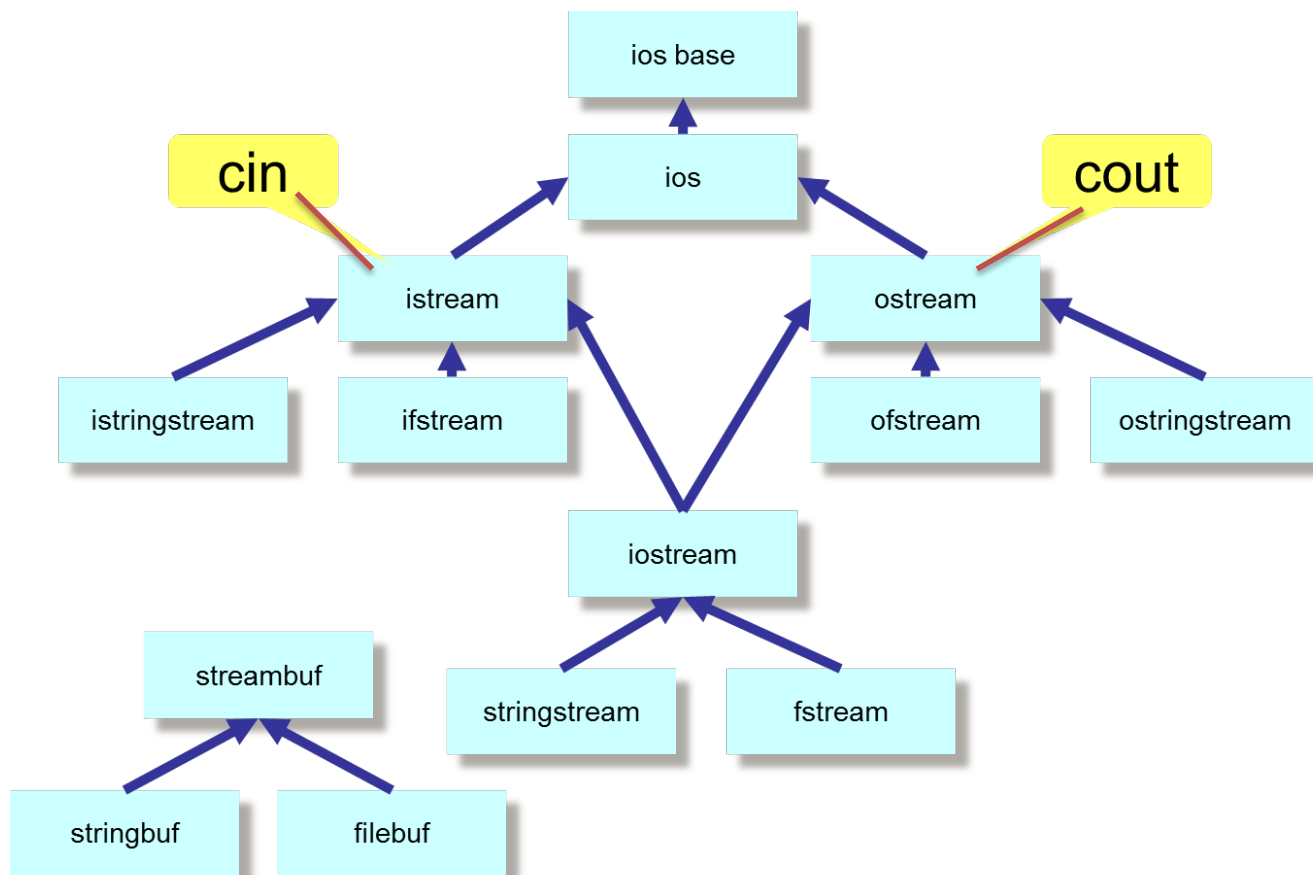 ios base
cin
ios
cout
istream
ostream
istringstream
ifstream
ofstream
ostringstream
iostream
streambuf
stringstream
fstream
stringbuf
filebuf